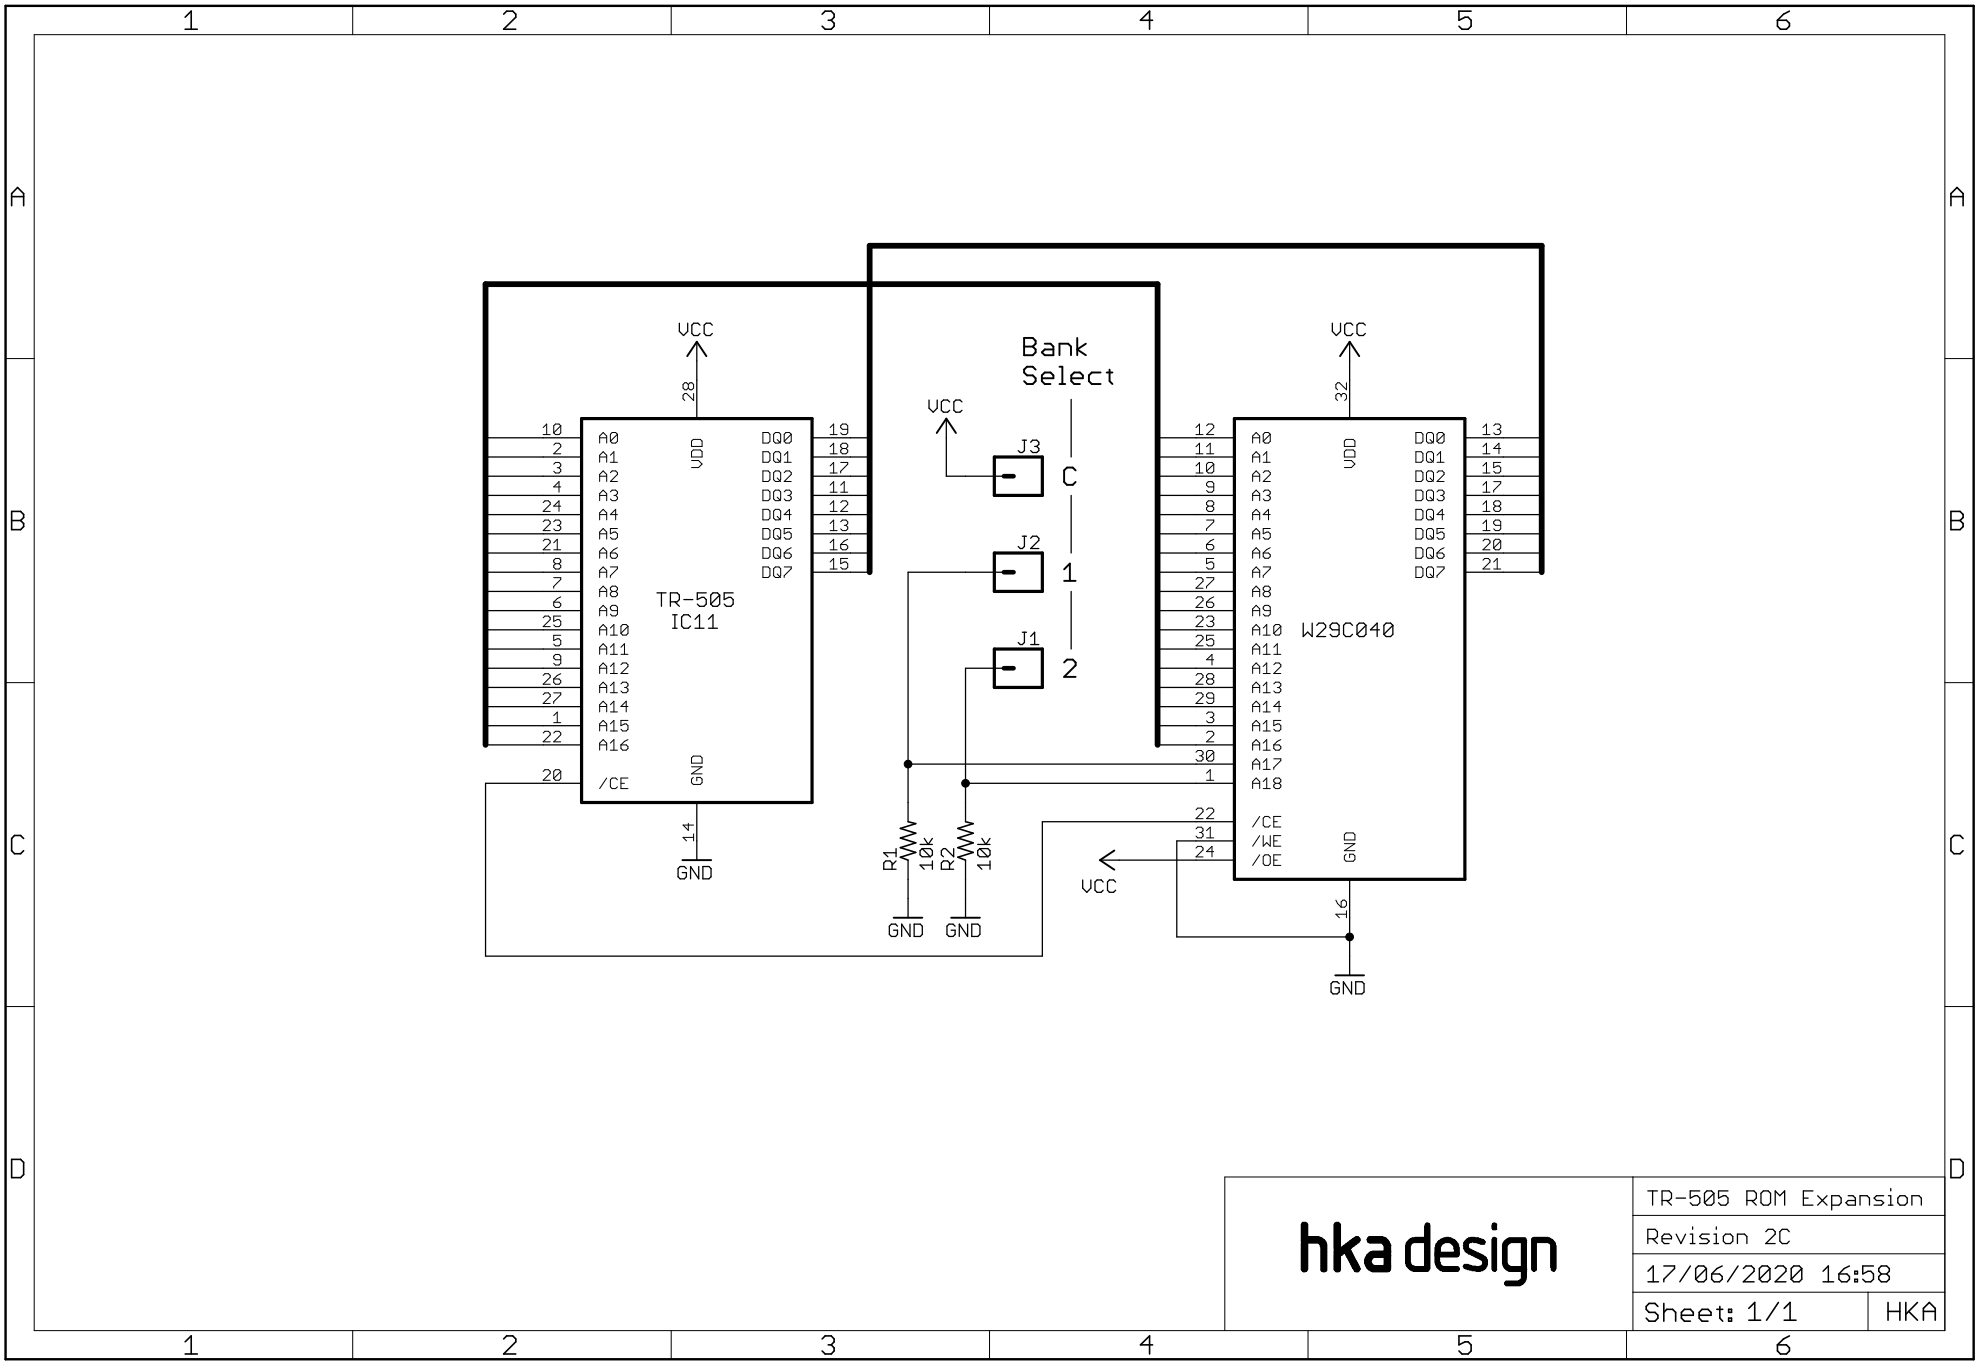 1 2 3 4 5 6
A A
B B
C C
D D
VCC
28
10 A0
2 A1
3 A2
4 A3
24 A4
23 A5
21 A6
8 A7
7 A8
6 A9
25 A10
5 A11
9 A12
26 A13
27 A14
1 A15
22 A16
20 /CE
VDD
DQ0 19
DQ1 18
DQ2 17
DQ3 11
DQ4 12
DQ5 13
DQ6 16
DQ7 15
TR-505
IC11
GND
14
GND
Bank
Select
VCC
J3
C
J2
1
J1
2
R1
10k
R2
10k
GND GND
VCC
32
12 A0
11 A1
10 A2
9 A3
8 A4
7 A5
6 A6
5 A7
27 A8
26 A9
23 A10
25 A11
4 A12
28 A13
29 A14
3 A15
2 A16
30 A17
1 A18
22 /CE
31 /WE
24 /OE
VCC
VDD
DQ0 13
DQ1 14
DQ2 15
DQ3 17
DQ4 18
DQ5 19
DQ6 20
DQ7 21
W29C040
GND
16
GND
hka design
TR-505 ROM Expansion
Revision 2C
17/06/2020 16:58
Sheet: 1/1 HKA
1 2 3 4 5 6